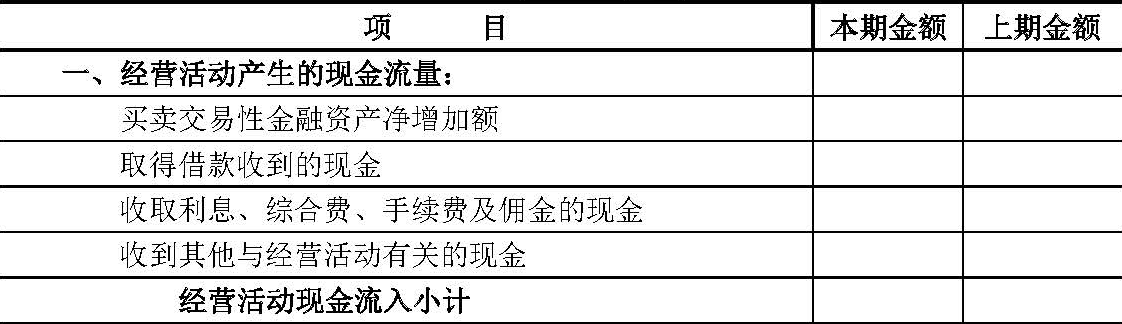 项 目 本期金额 上期金额
一、经营活动产生的现金流量：
买卖交易性金融资产净增加额
取得借款收到的现金
收取利息、综合费、手续费及佣金的现金
收到其他与经营活动有关的现金
经营活动现金流入小计